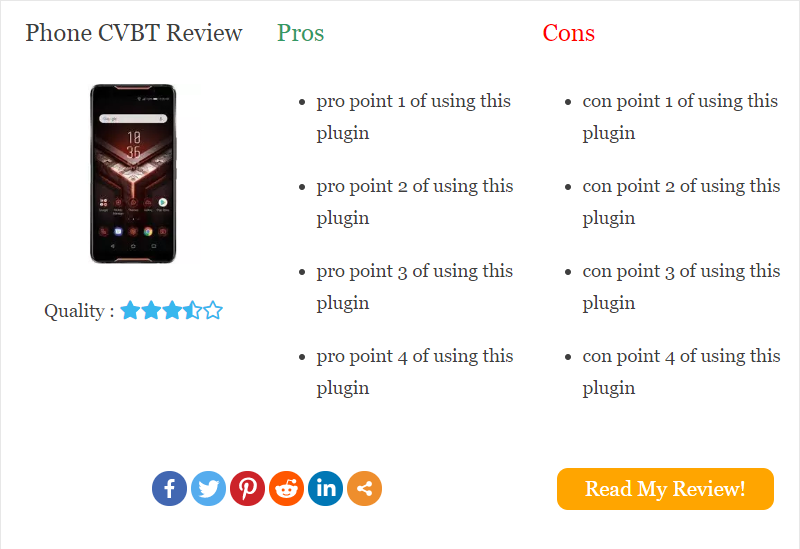 Phone CVBT Review
Pros
Cons
pro point 1 of using this
plugin
pro point 2 of using this
plugin
pro point 3 of using this
plugin
pro point 4 of using this
plugin
con point 1 of using this
plugin
con point 2 of using this
plugin
con point 3 of using this
plugin
con point 4 of using this
plugin
18
36
Quality :
Read My Review!